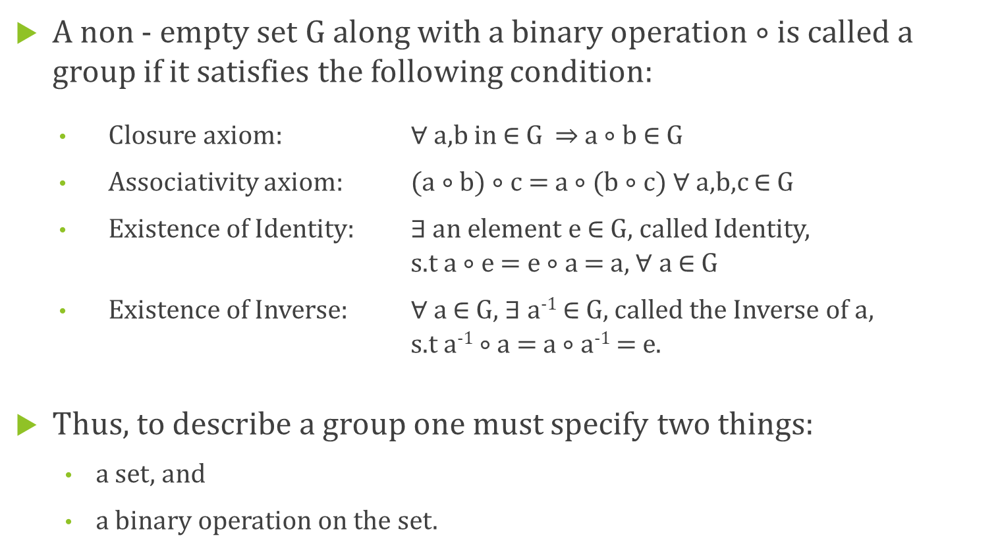 A non - empty set G along with a binary operation ∘ is called a
group if it satisfies the following condition:
• Closure axiom: ∀ a,b in ∈ G ⇒ a ∘ b ∈ G
• Associativity axiom: (a ∘ b) ∘ c = a ∘ (b ∘ c) ∀ a,b,c ∈ G
• Existence of Identity: ∃ an element e ∈ G, called Identity,
s.t a ∘ e = e ∘ a = a, ∀ a ∈ G
• Existence of Inverse: ∀ a ∈ G, ∃ a⁻¹ ∈ G, called the Inverse of a,
s.t a⁻¹ ∘ a = a ∘ a⁻¹ = e.
Thus, to describe a group one must specify two things:
• a set, and
• a binary operation on the set.